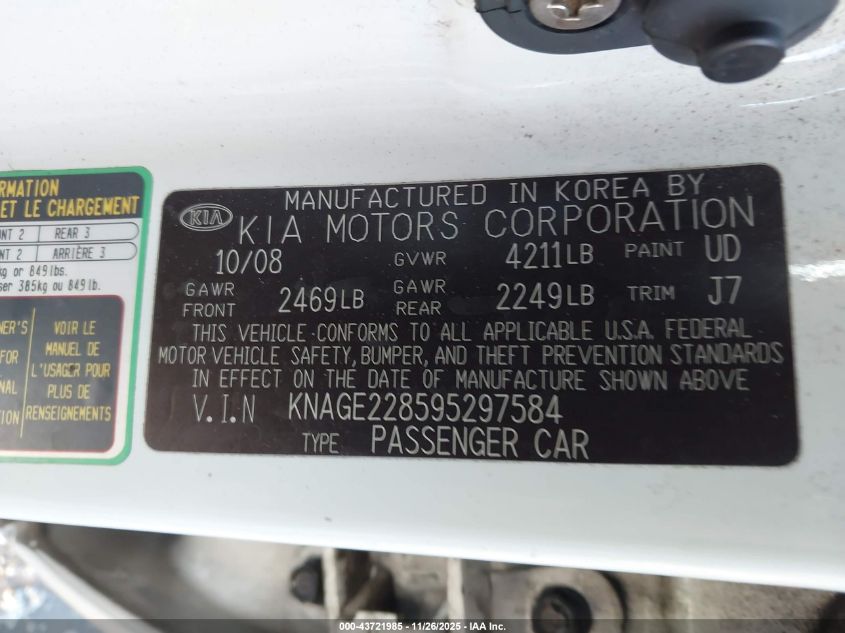 RMATION
ET LE CHARGEMENT
NT 2 REAR 3
NT 2 ARRIÈRE 3
kg or 849lbs.
ser 385kg ou 849lb.
NER'S
FOR
NAL
TION
VOIR LE
MANUEL DE
L'USAGER POUR
PLUS DE
RENSEIGNEMENTS
MANUFACTURED IN KOREA BY
KIA KIA MOTORS CORPORATION
10/08 GVWR 4211LB PAINT UD
GAWR FRONT 2469LB GAWR REAR 2249LB TRIM J7
THIS VEHICLE CONFORMS TO ALL APPLICABLE U.S.A. FEDERAL
MOTOR VEHICLE SAFETY, BUMPER, AND THEFT PREVENTION STANDARDS
IN EFFECT ON THE DATE OF MANUFACTURE SHOWN ABOVE
V.I.N KNAGE228595297584
TYPE PASSENGER CAR
000-43721985 - 11/26/2025 - IAA Inc.